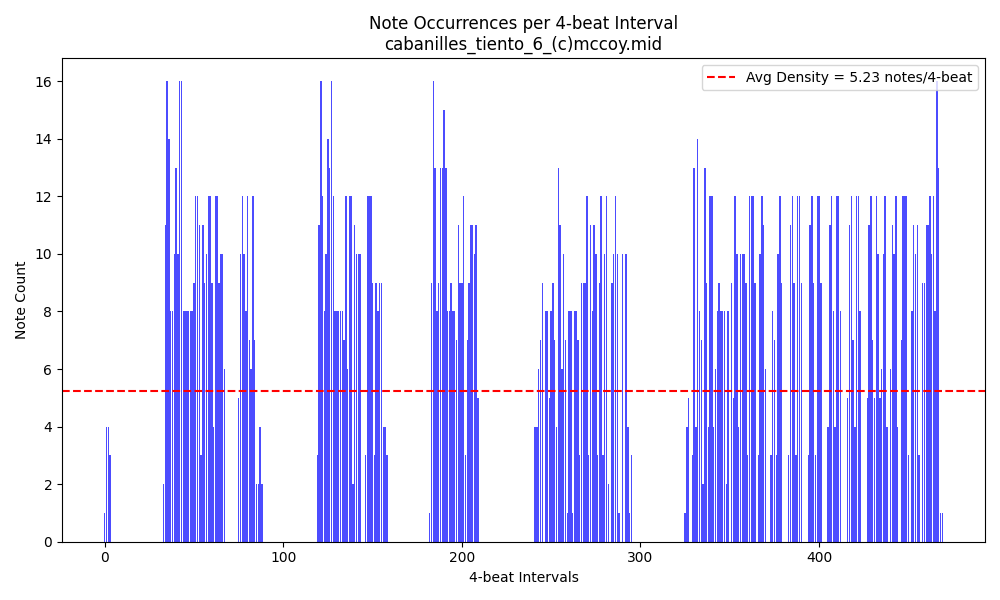 Note Occurrences per 4-beat Interval
cabanilles_tiento_6_(c)mccoy.mid
Avg Density = 5.23 notes/4-beat
16
14
12
10
8
6
4
2
0
Note Count
0
100
200
300
400
4-beat Intervals